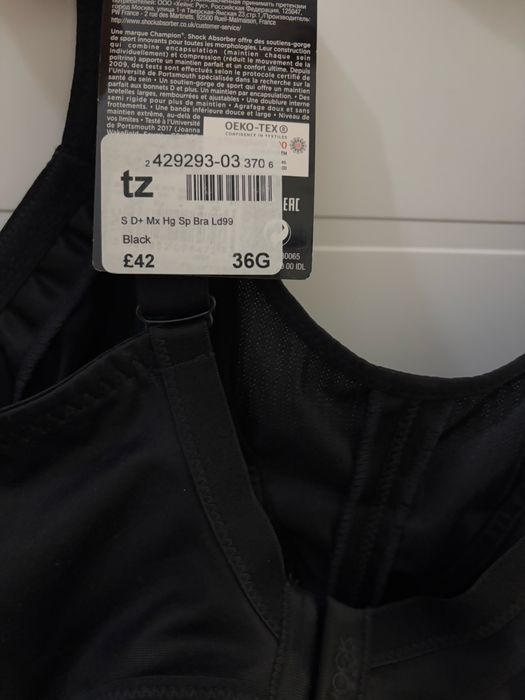 город Москва, улица 1-я Тверская-Ямская 23,стр.1/Производитель:
PW France - 2 rue des Martinets, 92500 Rueil-Malmaison, France
http://www.shockabsorber.co.uk/customer-service/
Une marque Champion®, Shock Absorber offre des soutiens-gorge
de sport innovants pour toutes les morphologies. Leur construction
qui combine encapsulation (maintien chaque sein
individuellement) et compression (réduit le mouvement de la
poitrine) apporte un maintien parfait et un confort ultime. Depuis
2009, des tests sont effectués selon le protocole certifié de
l'Université de Portsmouth spécialisée dans la recherche sur la
santé du sein • Un soutien-gorge de sport qui offre un maintien
parfait aux bonnets D et plus. Un maintien par encapsulation. • Des
bretelles larges, rembourrées et ajustables • Une doublure interne
semi rigide pour plus de maintien • Agrafage doux et sans
frottements. • Une bande inférieure douce et large • Niveau de
maintien extrême, au-delà de
vos limites • Testé à l'Université
de Portsmouth 2017 (Joanna
OEKO-TEX®
CONFIDENCE IN TEXTILES
2 429293-03 370 6
tz
S D+ Mx Hg Sp Bra Ld99
Black
£42 36G
EAC
00 IDL